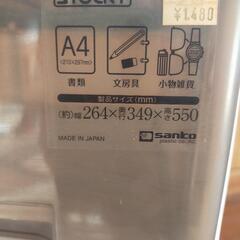 STOCKY
¥1,480
A4
<210×297mm>
書類
文房具
小物雑貨
製品サイズ(mm)
(約)幅264×奥行349×高さ550
MADE IN JAPAN
sanko